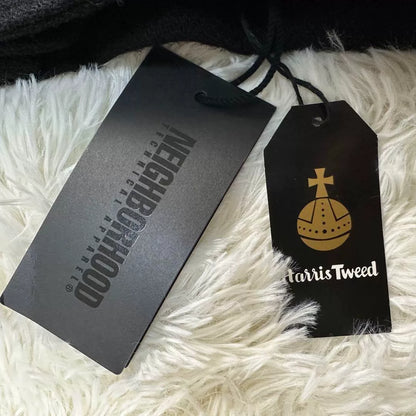 NEIGHBORHOOD
TECHNICAL APPAREL®
Harris Tweed